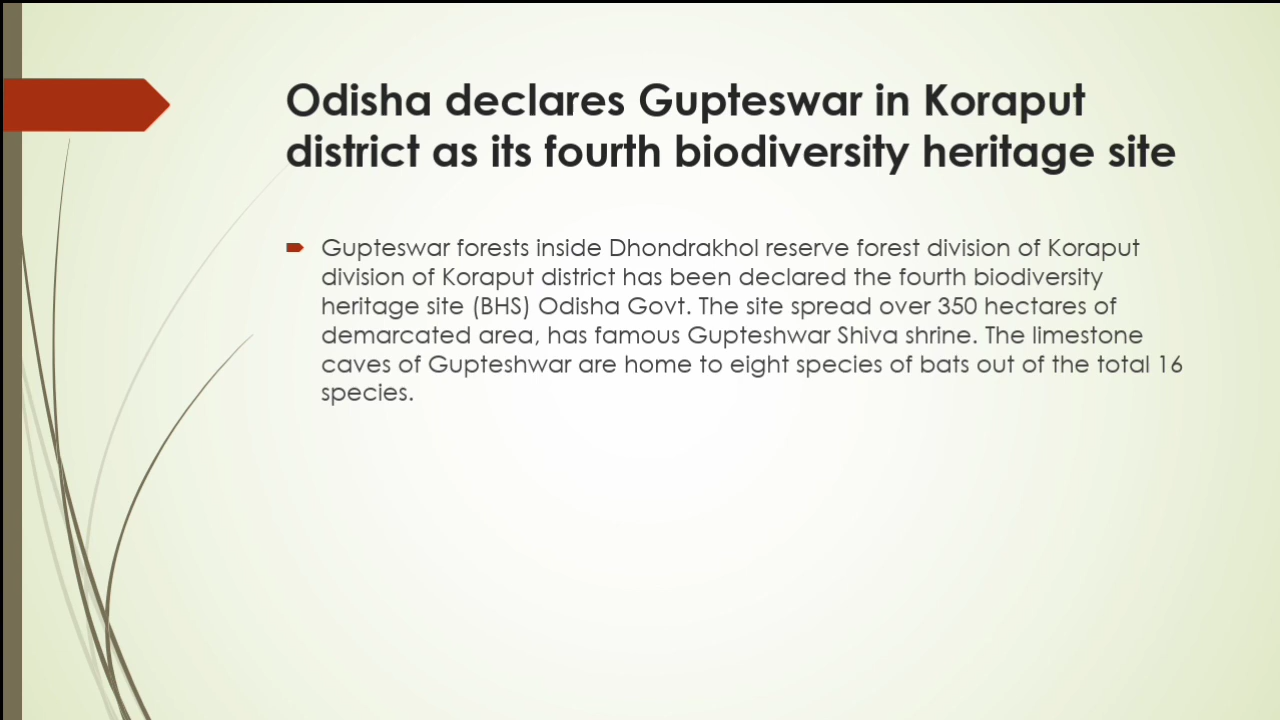 Odisha declares Gupteswar in Koraput
district as its fourth biodiversity heritage site
Gupteswar forests inside Dhondrakhol reserve forest division of Koraput
division of Koraput district has been declared the fourth biodiversity
heritage site (BHS) Odisha Govt. The site spread over 350 hectares of
demarcated area, has famous Gupteshwar Shiva shrine. The limestone
caves of Gupteshwar are home to eight species of bats out of the total 16
species.